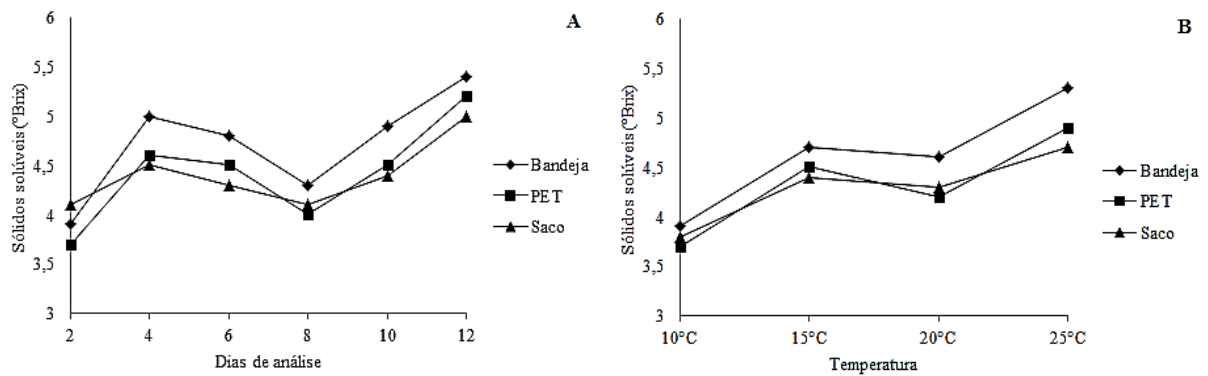 A
Sólidos solúveis (ºBrix)
6
5,5
5
4,5
4
3,5
3
2 4 6 8 10 12
Dias de análise
Bandeja
PET
Saco
B
Sólidos solúveis (ºBrix)
6
5,5
5
4,5
4
3,5
3
10°C 15°C 20°C 25°C
Temperatura
Bandeja
PET
Saco